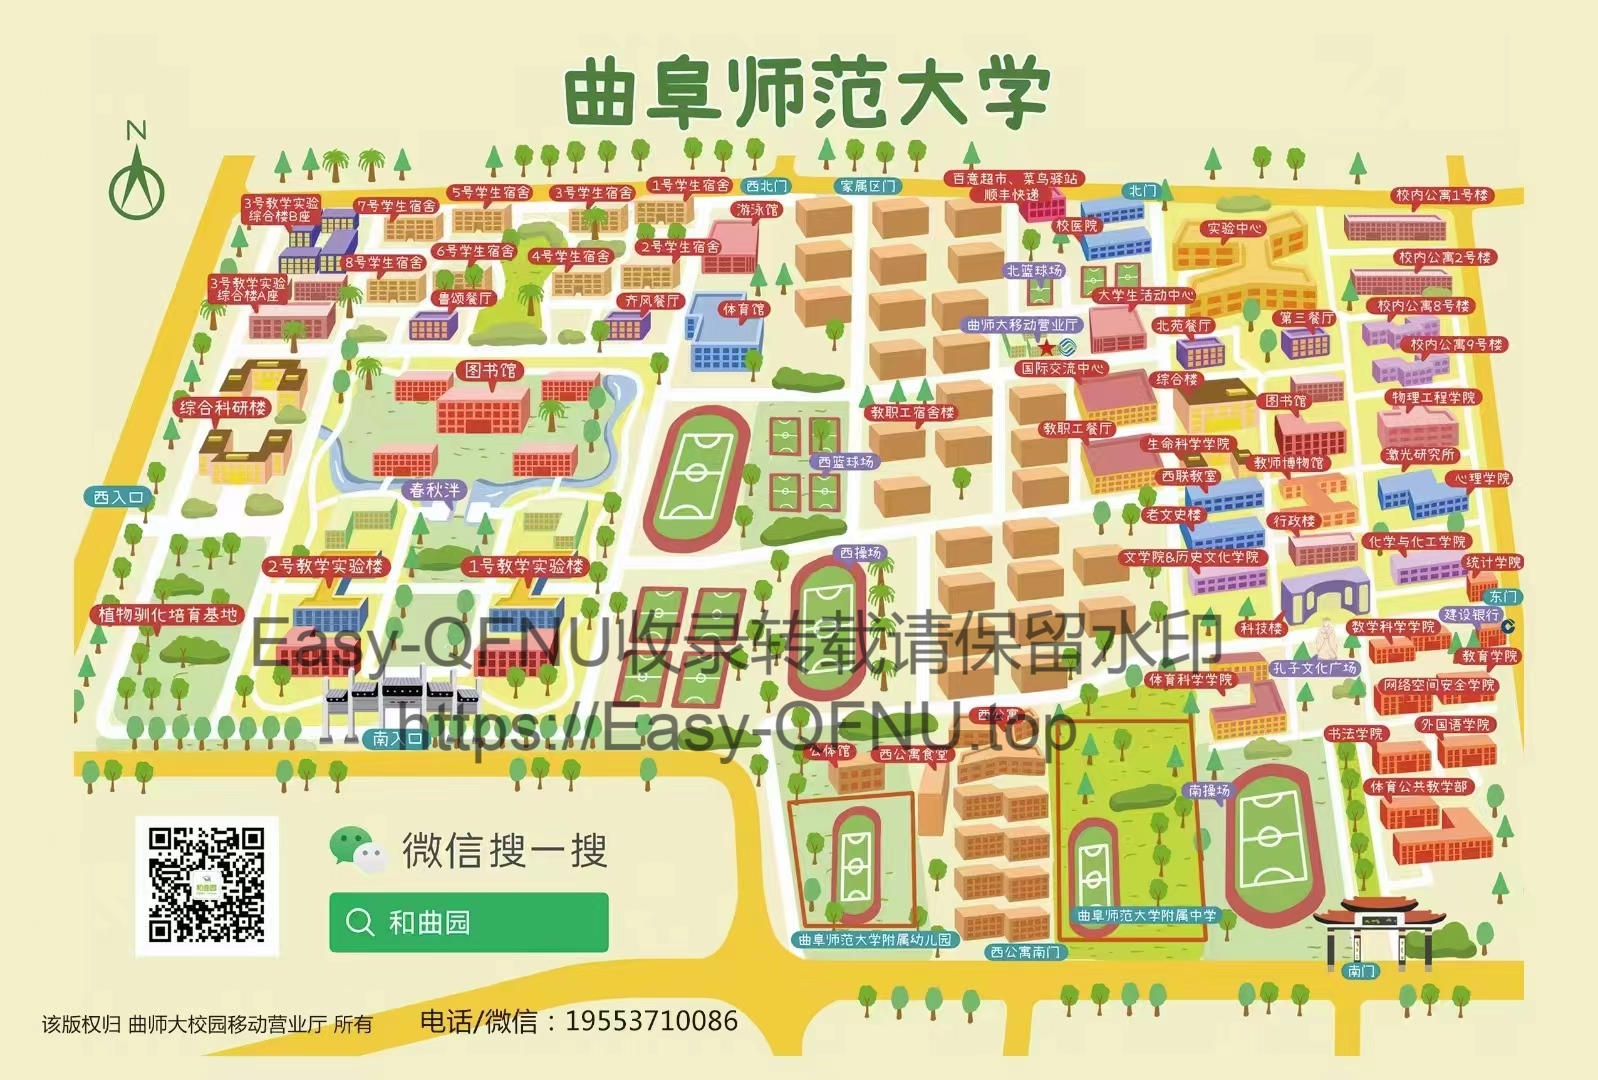 曲阜师范大学
N
3号教学实验
综合楼B座
7号学生宿舍
5号学生宿舍
3号学生宿舍
1号学生宿舍
西北门
家属区门
百意超市、菜鸟驿站
顺丰快递
北门
校内公寓1号楼
游泳馆
校医院
实验中心
6号学生宿舍
4号学生宿舍
2号学生宿舍
8号学生宿舍
校内公寓2号楼
北篮球场
3号教学实验
综合楼A座
鲁颂餐厅
齐风餐厅
体育馆
大学生活动中心
校内公寓8号楼
曲师大移动营业厅
北苑餐厅
第三餐厅
校内公寓9号楼
图书馆
国际交流中心
综合楼
综合科研楼
教职工宿舍楼
图书馆
物理工程学院
教职工餐厅
生命科学学院
激光研究所
西篮球场
教师博物馆
西联教室
心理学院
春秋泮
西入口
老文史楼
行政楼
化学与化工学院
西操场
文学院&历史文化学院
统计学院
2号教学实验楼
1号教学实验楼
东门
植物驯化培育基地
建设银行
科技楼
数学科学学院
教育学院
Easy-QFNU收录转载请保留水印
孔子文化广场
体育科学学院
网络空间安全学院
西公寓
外国语学院
书法学院
南入口
https://Easy-QFNU.top
公体馆
西公寓食堂
体育公共教学部
南操场
微信搜一搜
和曲园
和曲园
曲阜师范大学附属中学
曲阜师范大学附属幼儿园
西公寓南门
南门
该版权归 曲师大校园移动营业厅 所有
电话/微信：19553710086